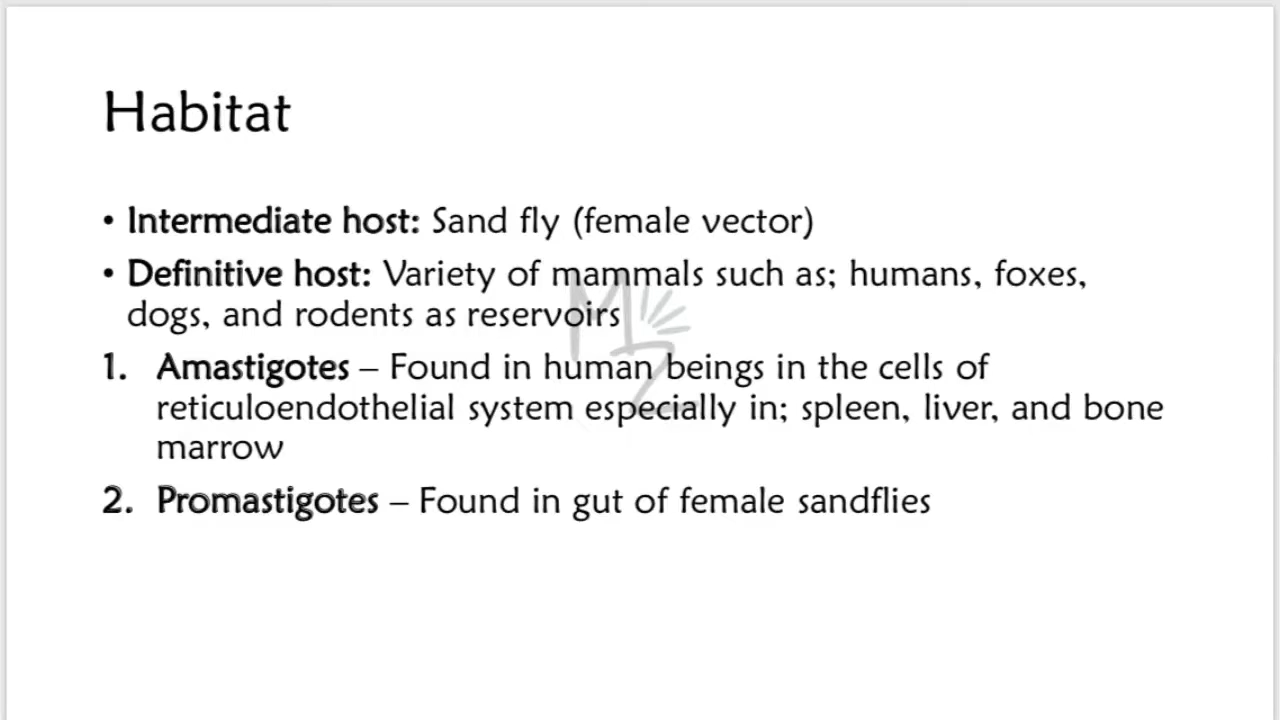 Habitat
• Intermediate host: Sand fly (female vector)
• Definitive host: Variety of mammals such as; humans, foxes,
dogs, and rodents as reservoirs
1. Amastigotes – Found in human beings in the cells of
reticuloendothelial system especially in; spleen, liver, and bone
marrow
2. Promastigotes – Found in gut of female sandflies